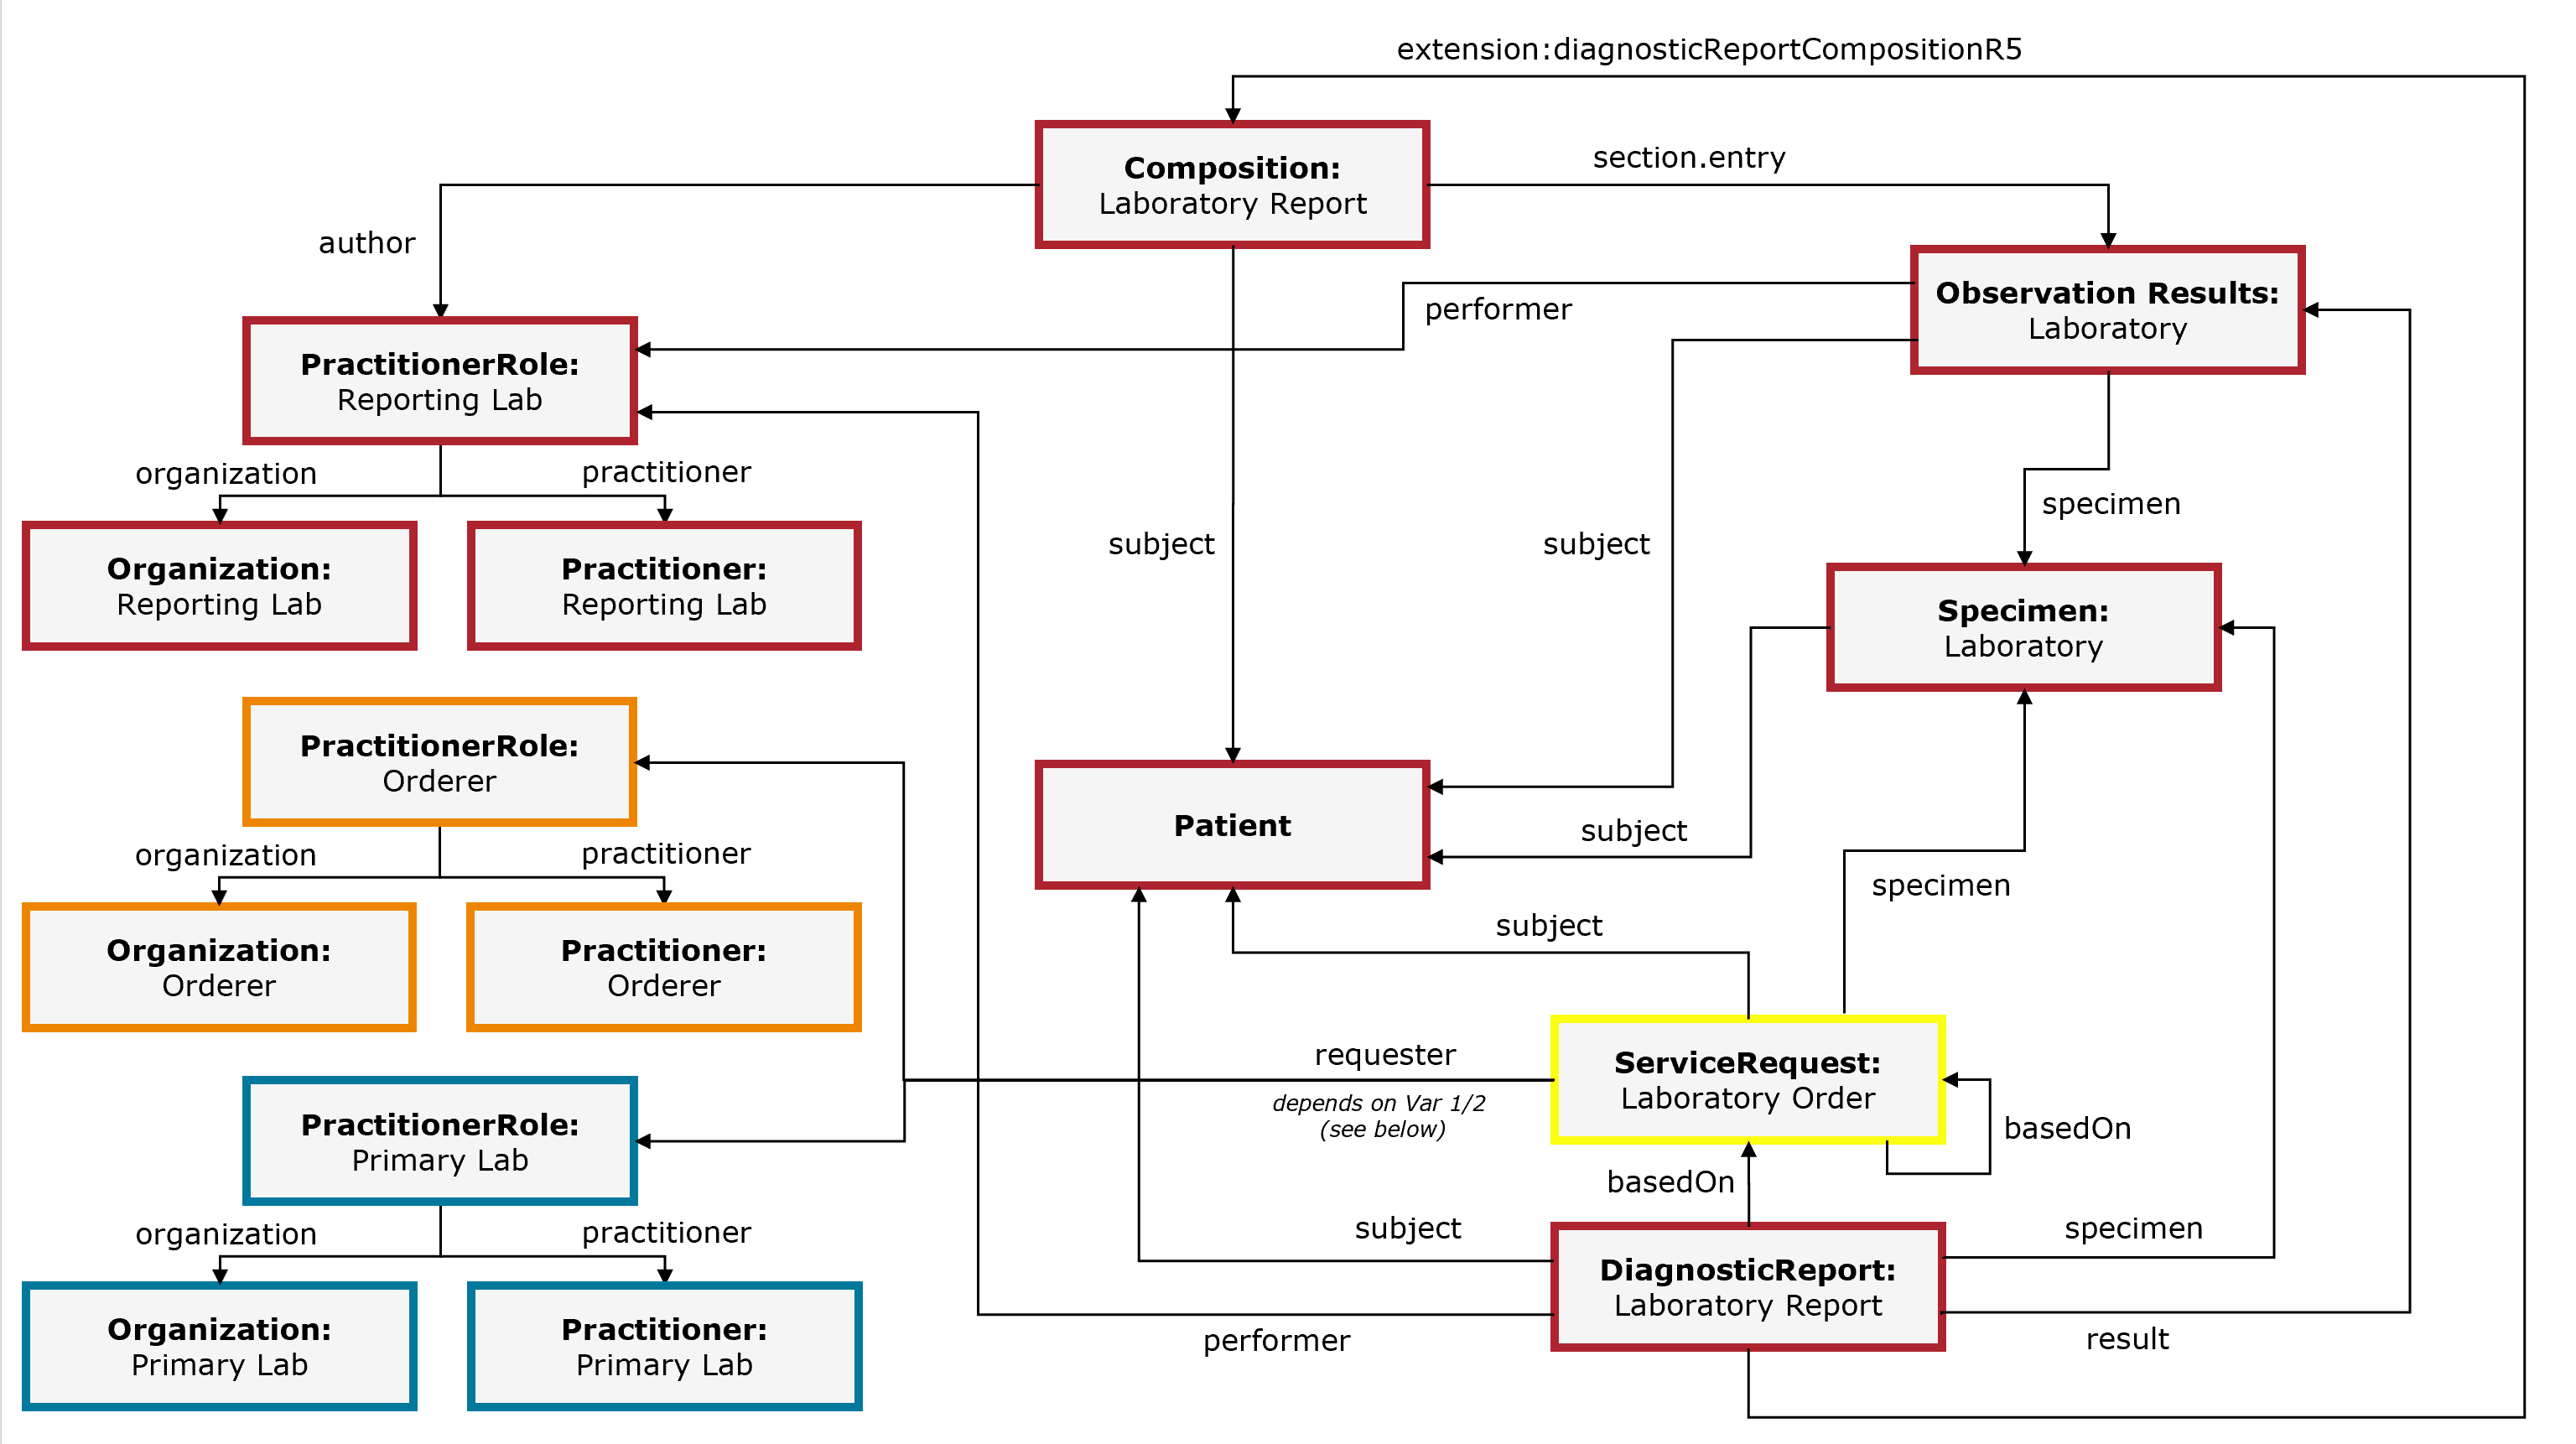 extension:diagnosticReportCompositionR5
Composition:
Laboratory Report
section.entry
author
Observation Results:
Laboratory
performer
PractitionerRole:
Reporting Lab
organization
practitioner
specimen
subject
subject
Organization:
Reporting Lab
Practitioner:
Reporting Lab
Specimen:
Laboratory
PractitionerRole:
Orderer
Patient
subject
organization
practitioner
specimen
subject
Organization:
Orderer
Practitioner:
Orderer
requester
depends on Var 1/2
(see below)
ServiceRequest:
Laboratory Order
basedOn
PractitionerRole:
Primary Lab
basedOn
organization
practitioner
subject
specimen
DiagnosticReport:
Laboratory Report
Organization:
Primary Lab
Practitioner:
Primary Lab
performer
result